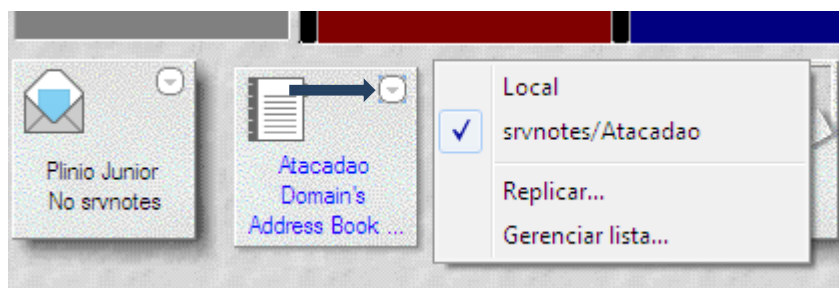 Plinio Junior
No srvnotes
Atacadao
Domain's
Address Book ...
Local
srvnotes/Atacadao
Replicar...
Gerenciar lista...